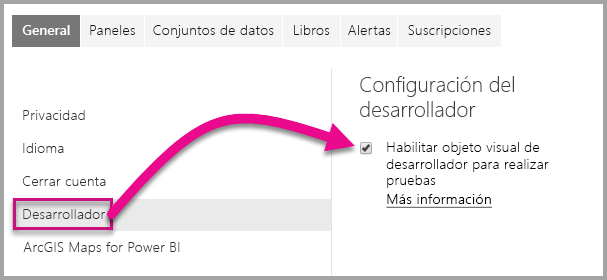 General Paneles Conjuntos de datos Libros Alertas Suscripciones
Privacidad
Idioma
Cerrar cuenta
Desarrollador
ArcGIS Maps for Power BI
Configuración del
desarrollador
Habilitar objeto visual de
desarrollador para realizar
pruebas
Más información